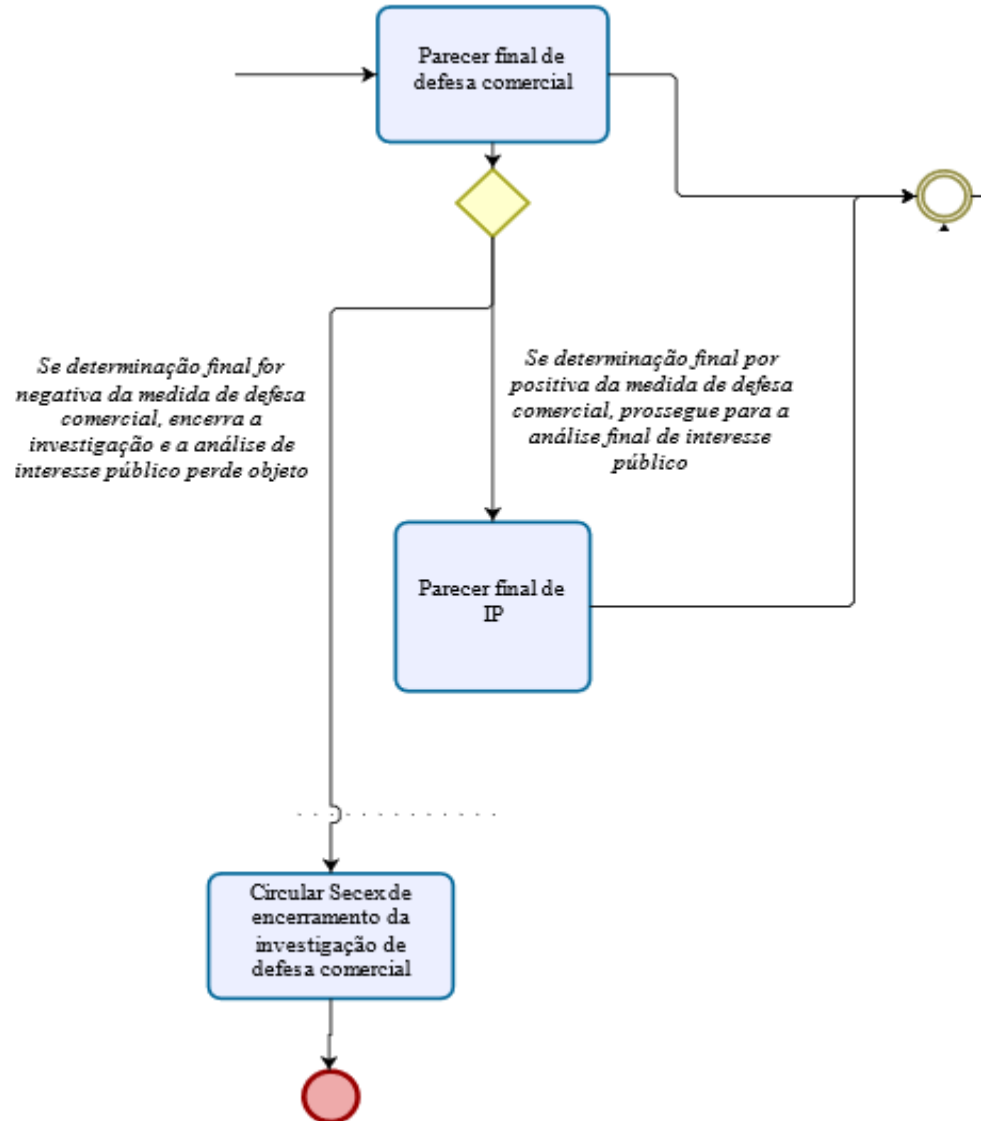 Parecer final de
defesa comercial
Se determinação final for
negativa da medida de defesa
comercial, encerra a
investigação e a análise de
interesse público perde objeto
Se determinação final por
positiva da medida de defesa
comercial, prossegue para a
análise final de interesse
público
Parecer final de
IP
Circular Secex de
encerramento da
investigação de
defesa comercial